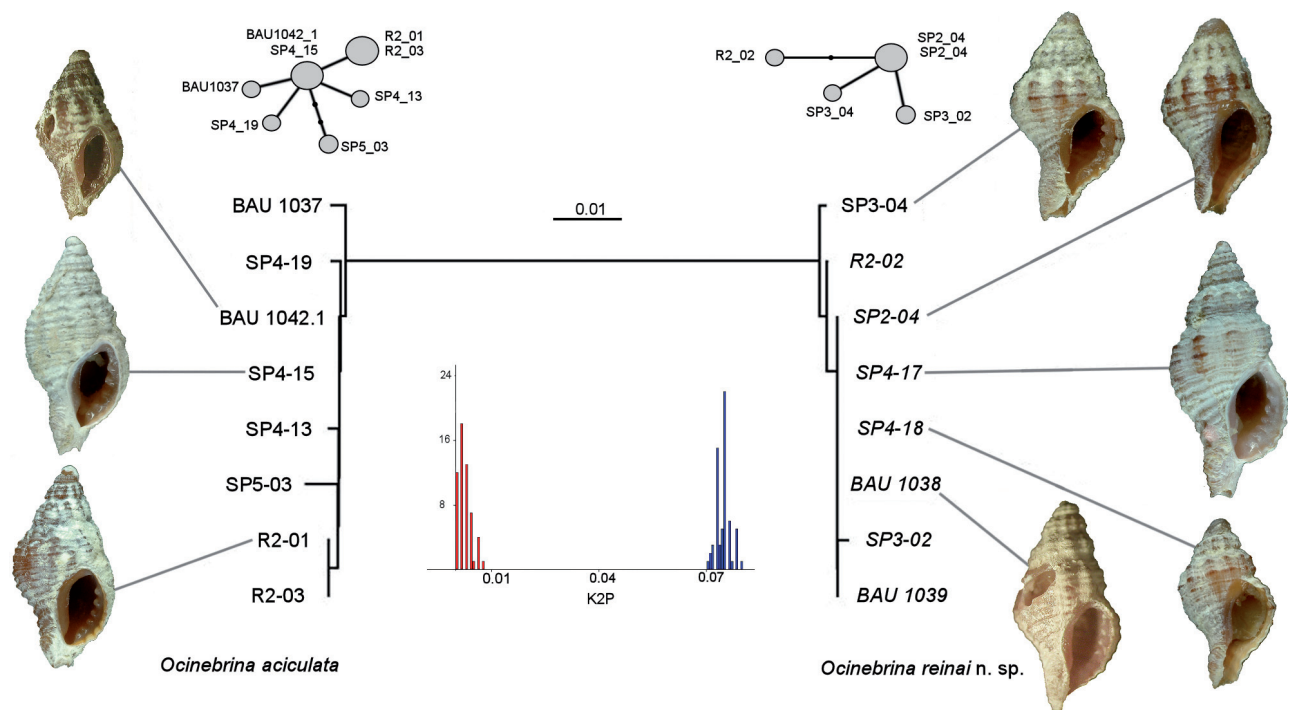 BAU1042_1
SP4_15
R2_01
R2_03
BAU1037
SP4_13
SP4_19
SP5_03
SP2_04
SP2_04
R2_02
SP3_04
SP3_02
0.01
BAU 1037
SP4-19
BAU 1042.1
SP4-15
SP4-13
SP5-03
R2-01
R2-03
Ocinebrina aciculata
24
16
8
0.01
0.04
0.07
K2P
SP3-04
R2-02
SP2-04
SP4-17
SP4-18
BAU 1038
SP3-02
BAU 1039
Ocinebrina reinai n. sp.